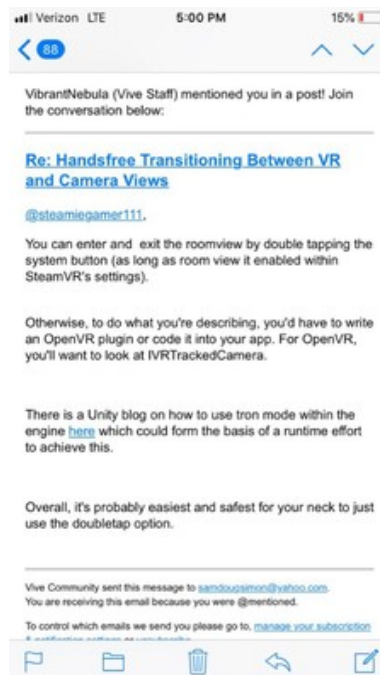 Verizon LTE 5:00 PM 15%
88
VibrantNebula (Vive Staff) mentioned you in a post! Join
the conversation below:
Re: Handsfree Transitioning Between VR
and Camera Views
@steamiegamer111,
You can enter and exit the roomview by double tapping the
system button (as long as room view it enabled within
SteamVR's settings).
Otherwise, to do what you're describing, you'd have to write
an OpenVR plugin or code it into your app. For OpenVR,
you'll want to look at IVRTrackedCamera.
There is a Unity blog on how to use tron mode within the
engine here which could form the basis of a runtime effort
to achieve this.
Overall, it's probably easiest and safest for your neck to just
use the doubletap option.
Vive Community sent this message to samdougsimon@yahoo.com.
You are receiving this email because you were @mentioned.
To control which emails we send you please go to, manage your subscription